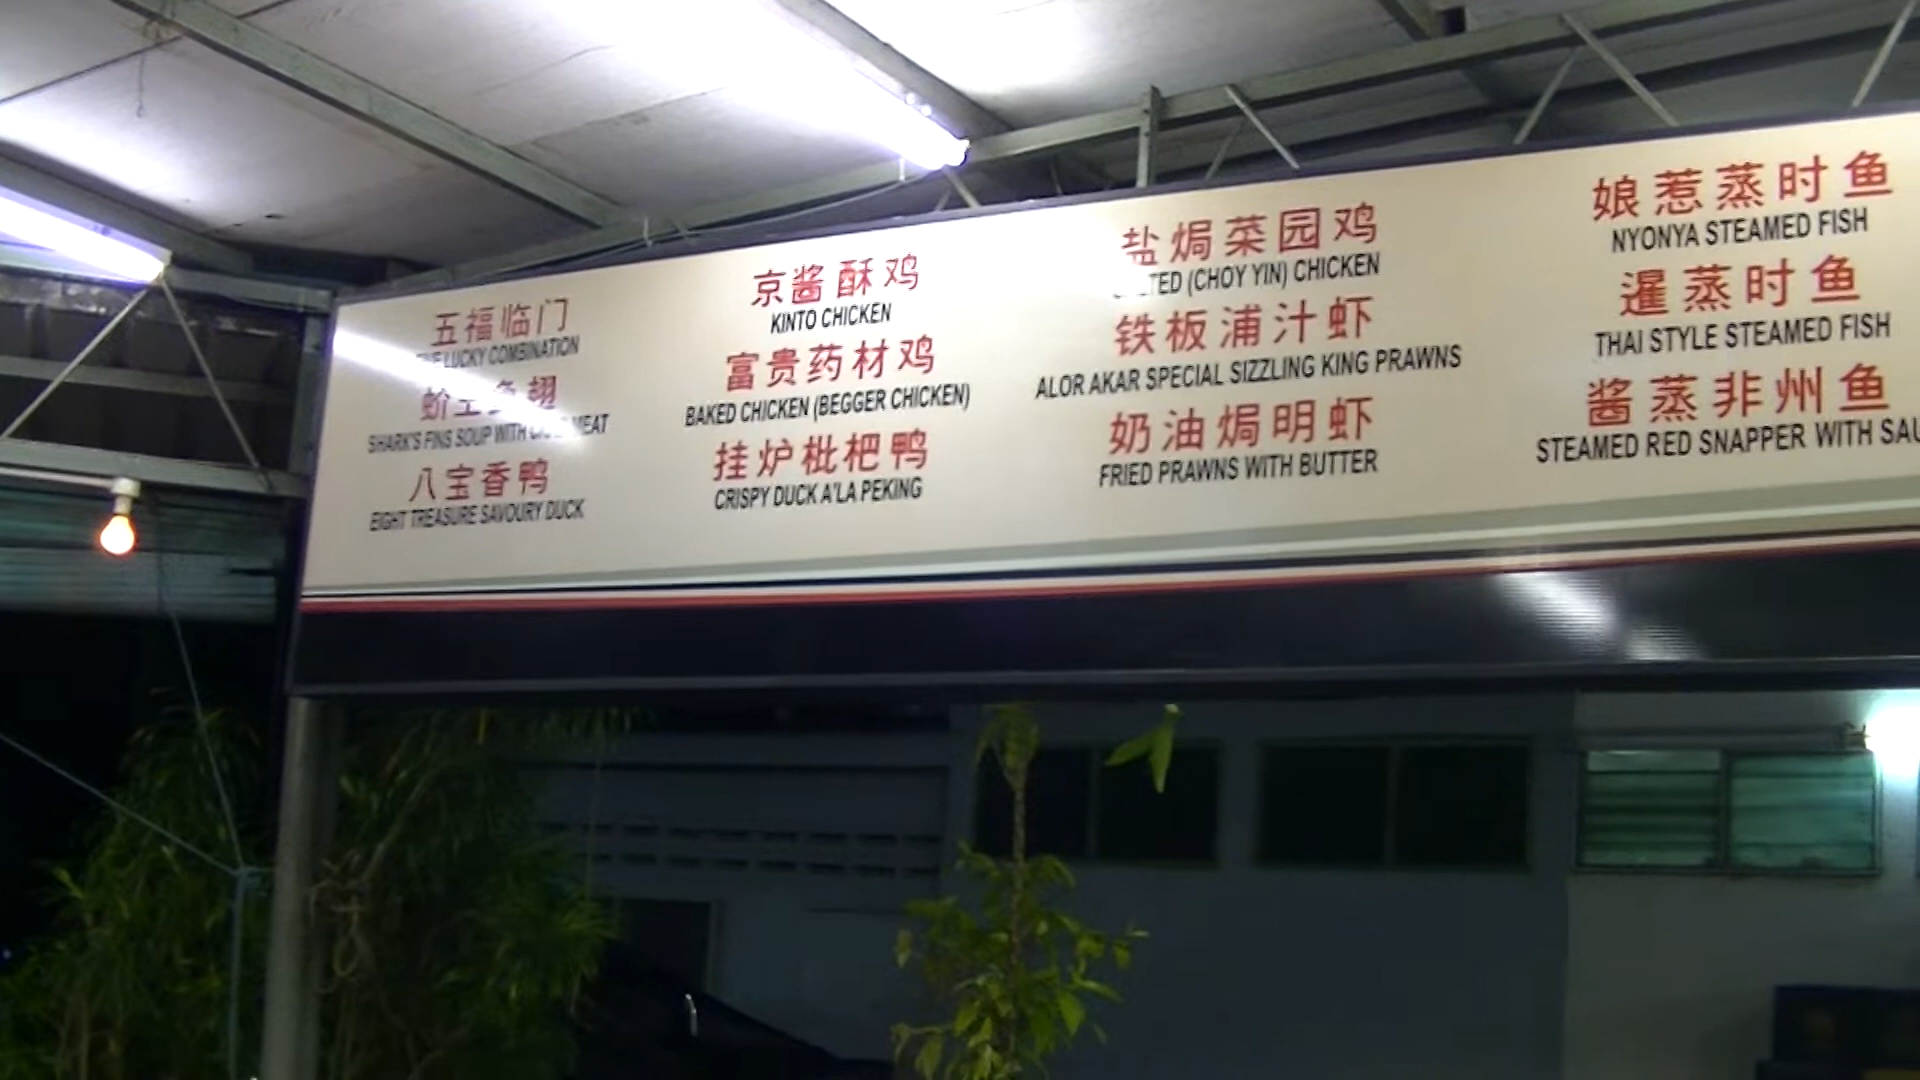 五福临门
LUCKY COMBINATION
SHARK'S FINS SOUP WITH MEAT
八宝香鸭
EIGHT TREASURE SAVOURY DUCK
京酱酥鸡
KINTO CHICKEN
富贵药材鸡
BAKED CHICKEN (BEGGER CHICKEN)
挂炉枇杷鸭
CRISPY DUCK A'LA PEKING
盐焗菜园鸡
(CHOY YIN) CHICKEN
铁板浦汁虾
ALOR AKAR SPECIAL SIZZLING KING PRAWNS
奶油焗明虾
FRIED PRAWNS WITH BUTTER
娘惹蒸时鱼
NYONYA STEAMED FISH
暹蒸时鱼
THAI STYLE STEAMED FISH
酱蒸非州鱼
STEAMED RED SNAPPER WITH